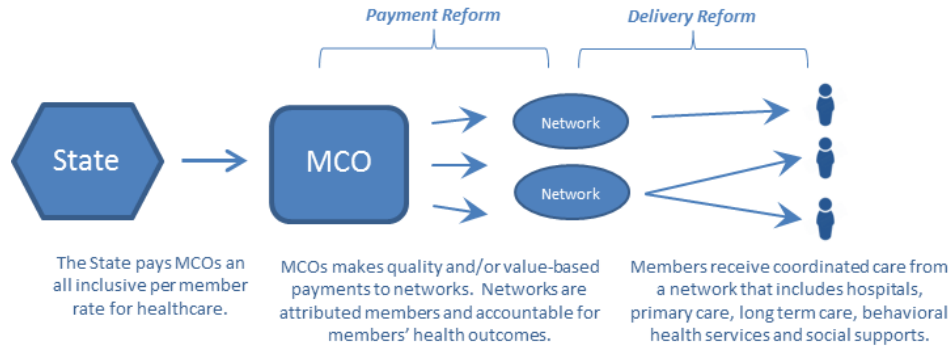 Payment Reform
Delivery Reform
State
MCO
Network
Network
The State pays MCOs an
all inclusive per member
rate for healthcare.
MCOs makes quality and/or value-based
payments to networks. Networks are
attributed members and accountable for
members' health outcomes.
Members receive coordinated care from
a network that includes hospitals,
primary care, long term care, behavioral
health services and social supports.